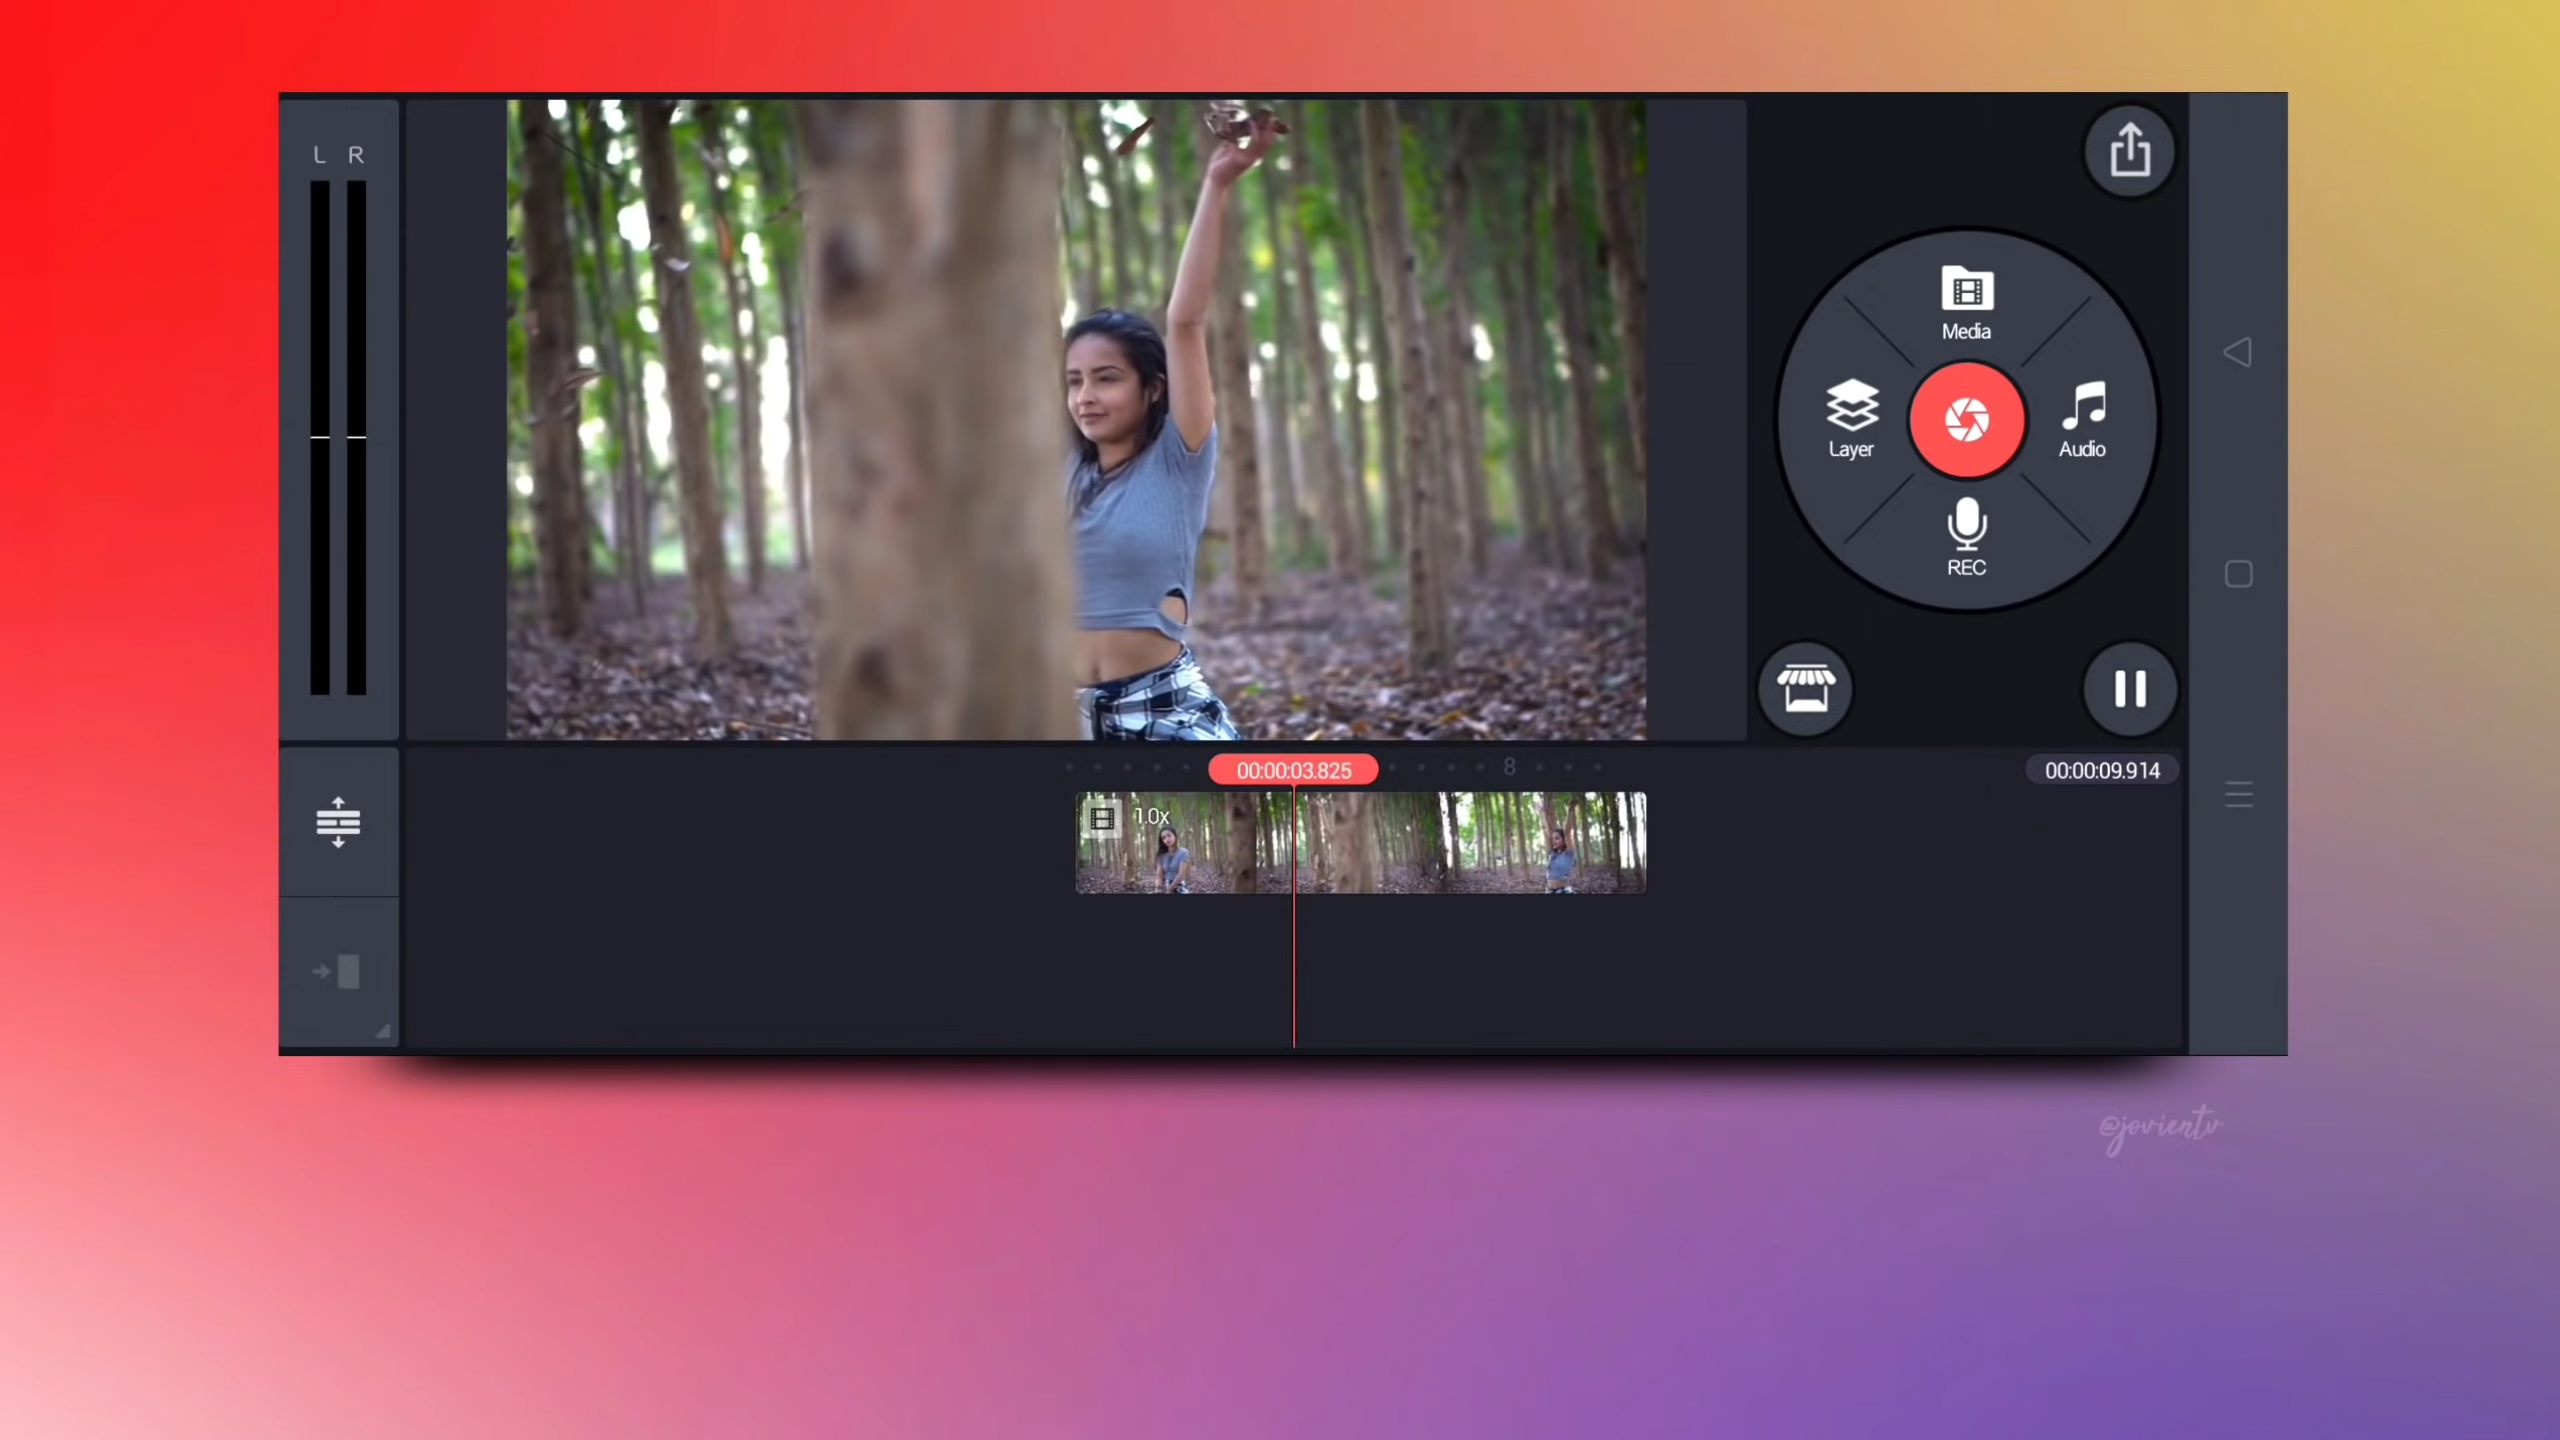 L R
Media
Layer
Audio
REC
00:00:03.825
8
00:00:09.914
1.0x
@jovientv